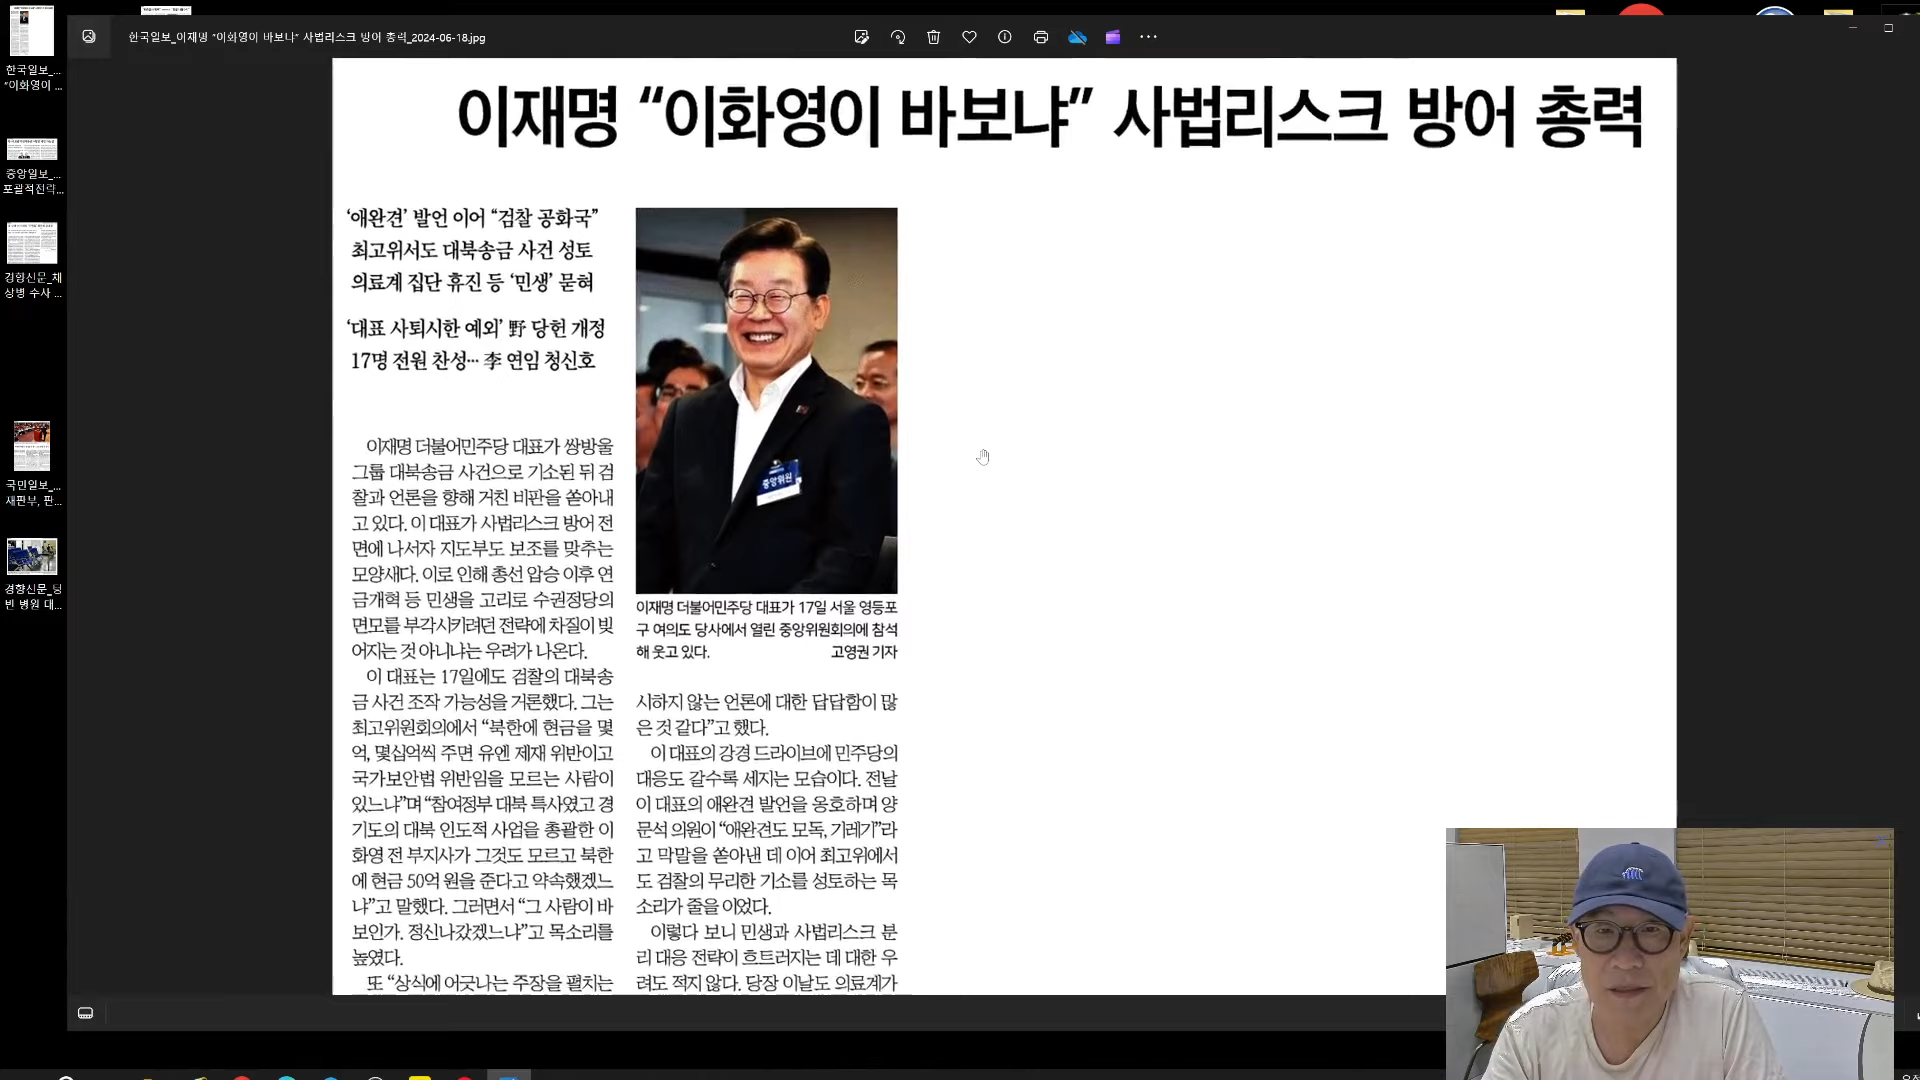 한국일보_이재명 “이화영이 바보냐” 사법리스크 방어 총력_2024-06-18.jpg
한국일보_...
“이화영이 ...
중앙일보_...
포괄적전략...
경향신문_채
상병 수사 ...
국민일보_...
재판부, 판...
경향신문_텅
빈 병원 대...
이재명 “이화영이 바보냐” 사법리스크 방어 총력
‘애완견’ 발언 이어 “검찰 공화국”
최고위서도 대북송금 사건 성토
의료계 집단 휴진 등 ‘민생’ 묻혀
‘대표 사퇴시한 예외’ 野 당헌 개정
17명 전원 찬성… 李 연임 청신호
이재명 더불어민주당 대표가 쌍방울
그룹 대북송금 사건으로 기소된 뒤 검
찰과 언론을 향해 거친 비판을 쏟아내
고 있다. 이 대표가 사법리스크 방어 전
면에 나서자 지도부도 보조를 맞추는
모양새다. 이로 인해 총선 압승 이후 연
금개혁 등 민생을 고리로 수권정당의
면모를 부각시키려던 전략에 차질이 빚
어지는 것 아니냐는 우려가 나온다.
이 대표는 17일에도 검찰의 대북송
금 사건 조작 가능성을 거론했다. 그는
최고위원회의에서 “북한에 현금을 몇
억, 몇십억씩 주면 유엔 제재 위반이고
국가보안법 위반임을 모르는 사람이
있느냐”며 “참여정부 대북 특사였고 경
기도의 대북 인도적 사업을 총괄한 이
화영 전 부지사가 그것도 모르고 북한
에 현금 50억 원을 준다고 약속했겠느
냐”고 말했다. 그러면서 “그 사람이 바
보인가. 정신나갔겠느냐”고 목소리를
높였다.
또 “상식에 어긋나는 주장을 펼치는
중앙위원
이재명 더불어민주당 대표가 17일 서울 영등포
구 여의도 당사에서 열린 중앙위원회의에 참석
해 웃고 있다. 고영권 기자
시하지 않는 언론에 대한 답답함이 많
은 것 같다”고 했다.
이 대표의 강경 드라이브에 민주당의
대응도 갈수록 세지는 모습이다. 전날
이 대표의 애완견 발언을 옹호하며 양
문석 의원이 “애완견도 모독, 기레기”라
고 막말을 쏟아낸 데 이어 최고위에서
도 검찰의 무리한 기소를 성토하는 목
소리가 줄을 이었다.
이렇다 보니 민생과 사법리스크 분
리 대응 전략이 흐트러지는 데 대한 우
려도 적지 않다. 당장 이날도 의료계가